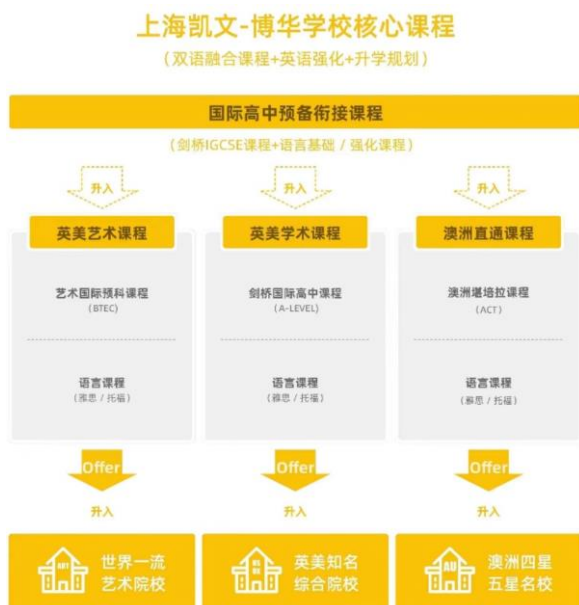 上海凯文-博华学校核心课程
(双语融合课程+英语强化+升学规划)
国际高中预备衔接课程
(剑桥IGCSE课程+语言基础 / 强化课程)
升入
升入
升入
英美艺术课程
英美学术课程
澳洲直通课程
艺术国际预科课程
(BTEC)
剑桥国际高中课程
(A-LEVEL)
澳洲堪培拉课程
(ACT)
语言课程
(雅思 / 托福)
语言课程
(雅思 / 托福)
语言课程
(雅思 / 托福)
Offer
Offer
Offer
升入
升入
升入
ART
世界一流
艺术院校
US
UK
英美知名
综合院校
AU
澳洲四星
五星名校